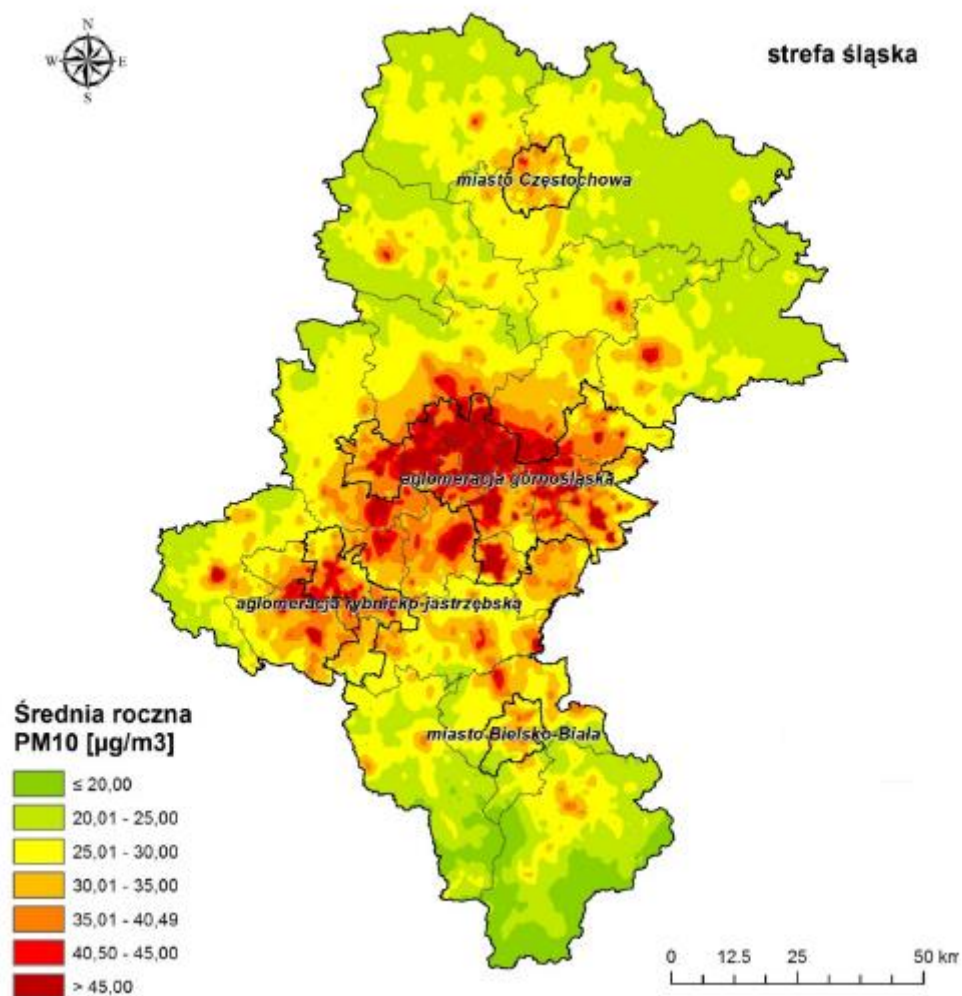 N
W E
S
strefa śląska
miasto Częstochowa
aglomeracja górnośląska
aglomeracja rybnicko-jastrzębska
miasto Bielsko-Biała
Średnia roczna
PM10 [µg/m3]
≤ 20,00
20,01 - 25,00
25,01 - 30,00
30,01 - 35,00
35,01 - 40,49
40,50 - 45,00
> 45,00
0 12.5 25 50 km